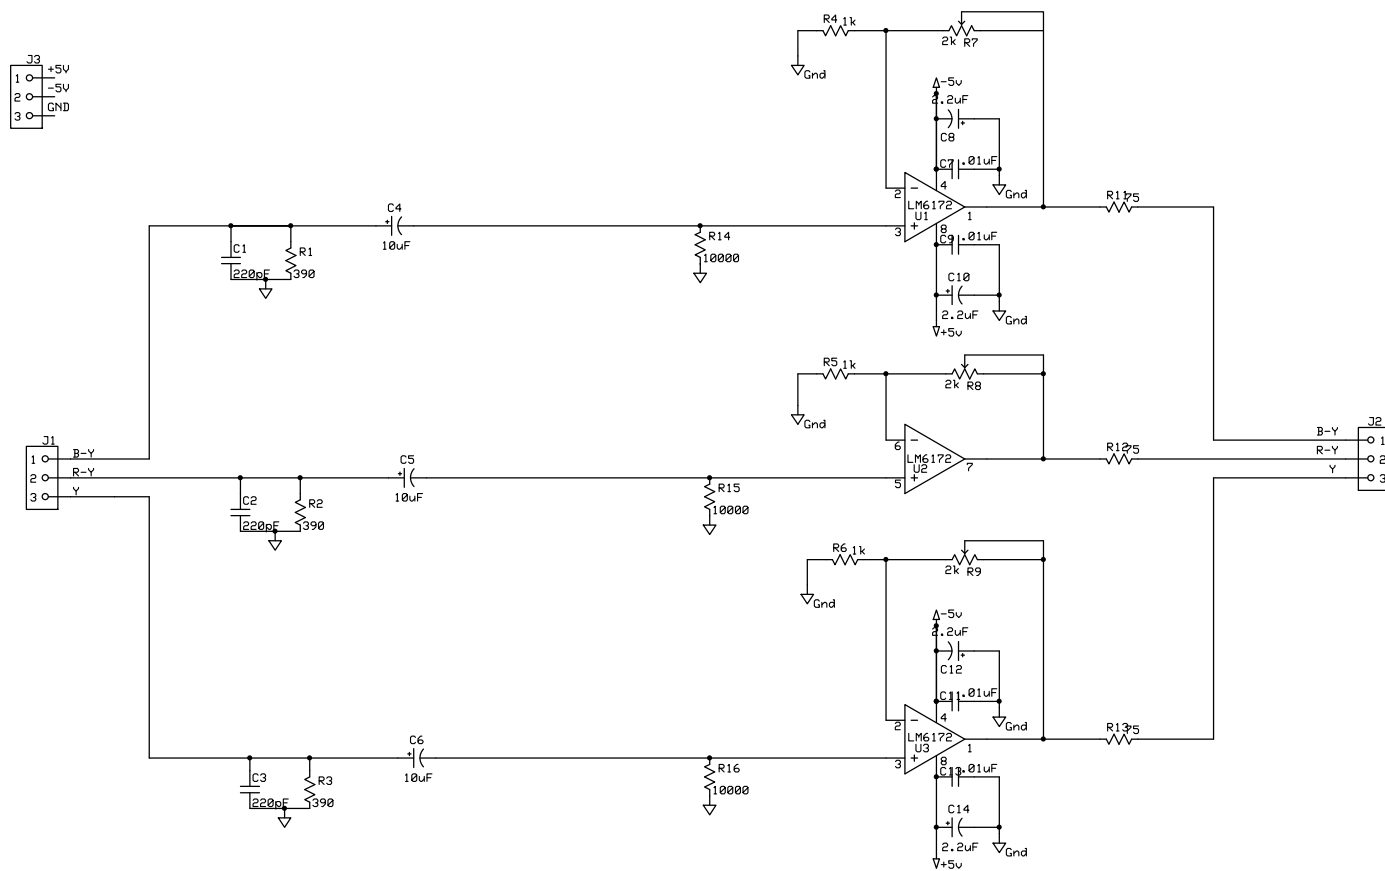 J3
+5V
1
-5V
2
GND
3
R4 1k
2k R7
Gnd
-5v
2.2uF
C8
C7 .01uF
4
Gnd
2
LM6172
U1
1
3
8
C9 .01uF
C10
2.2uF
Gnd
+5v
R11 75
C4
10uF
C1
220pF
R1
390
R14
10000
R5 1k
2k R8
Gnd
6
LM6172
U2
7
5
R12 75
J1
1 B-Y
2 R-Y
3 Y
C5
10uF
C2
220pF
R2
390
R15
10000
J2
B-Y 1
R-Y 2
Y 3
R6 1k
2k R9
Gnd
-5v
2.2uF
C12
C11 .01uF
4
Gnd
2
LM6172
U3
1
3
8
C13 .01uF
C14
2.2uF
Gnd
+5v
R13 75
C6
10uF
C3
220pF
R3
390
R16
10000